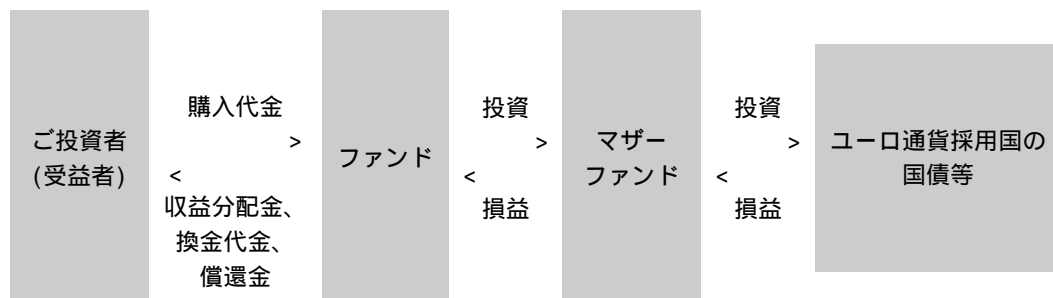 ご投資者
(受益者)
購入代金
>
<
収益分配金、
換金代金、
償還金
ファンド
投資
>
<
損益
マザー
ファンド
投資
>
<
損益
ユーロ通貨採用国の
国債等